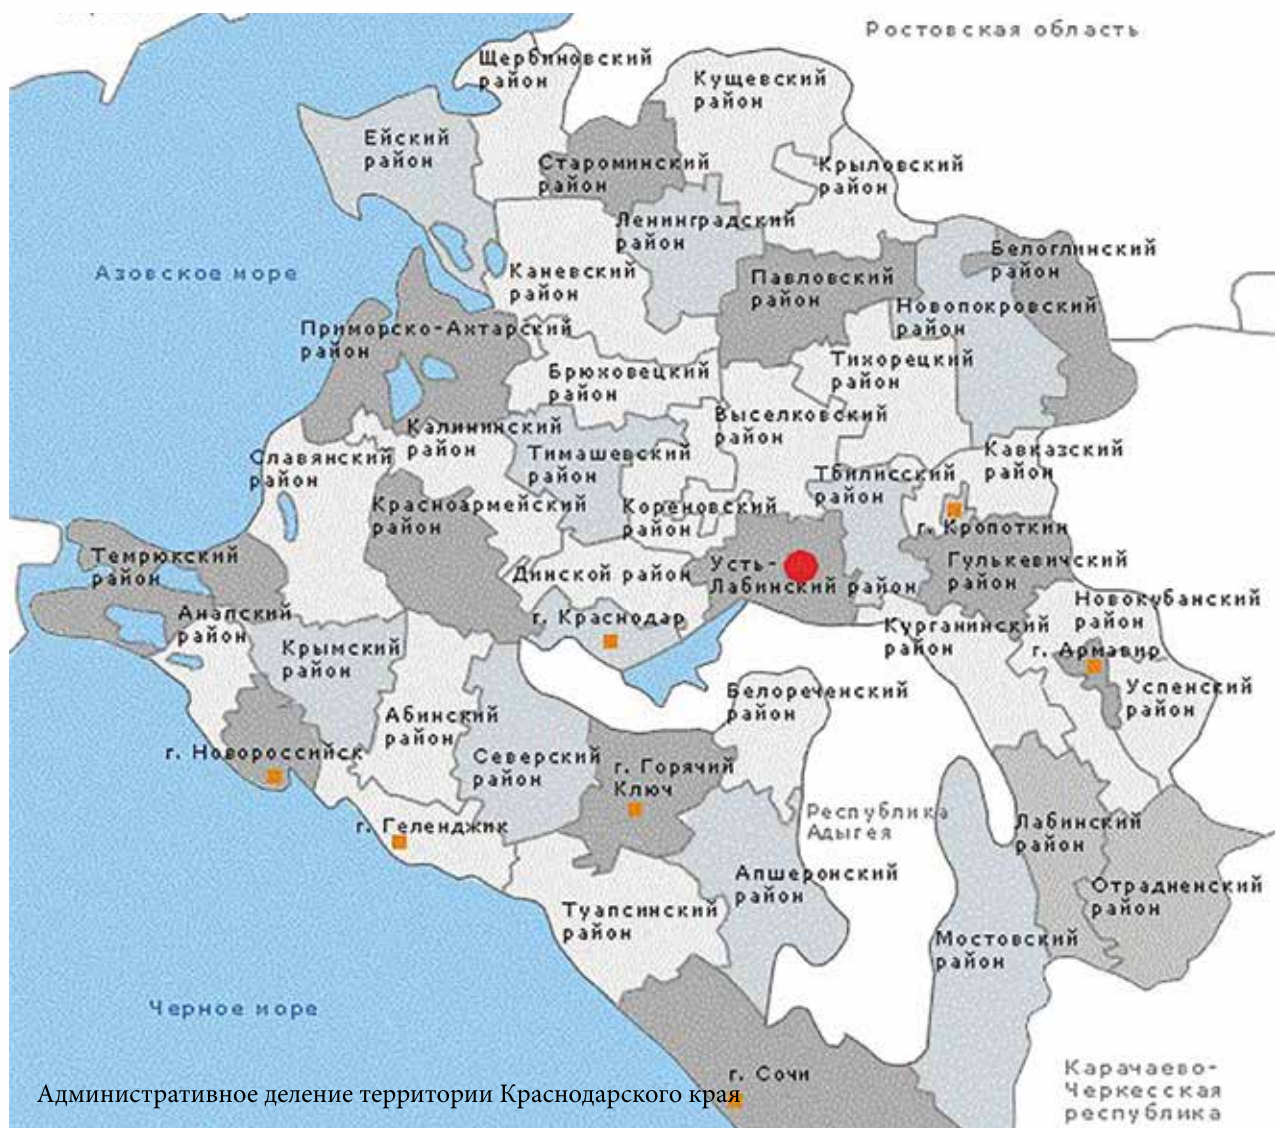 Ростовская область
Щербиновский
район
Кущевский
район
Ейский
район
Староминский
район
Крыловский
район
Ленинградский
район
Белоглинский
район
Азовское море
Каневский
район
Павловский
район
Новопокровский
район
Приморско-Ахтарский
район
Тихорецкий
район
Брюховецкий
район
Выселковский
район
Калининский
район
Славянский
район
Тимашевский
район
Кавказский
район
Тбилисский
район
Красноармейский
район
Кореновский
район
г. Кропоткин
Темрюкский
район
Динской район
Усть-
Лабинский район
Гулькевичский
район
Анапский
район
г. Краснодар
Новокубанский
район
Крымский
район
Курганинский
район
г. Армавир
Белореченский
район
Успенский
район
Абинский
район
г. Новороссийск
Северский
район
г. Горячий
Ключ
г. Геленджик
Республика
Адыгея
Лабинский
район
Апшеронский
район
Отрадненский
район
Туапсинский
район
Мостовский
район
Черное море
г. Сочи
Карачаево-
Черкесская
республика
Административное деление территории Краснодарского края